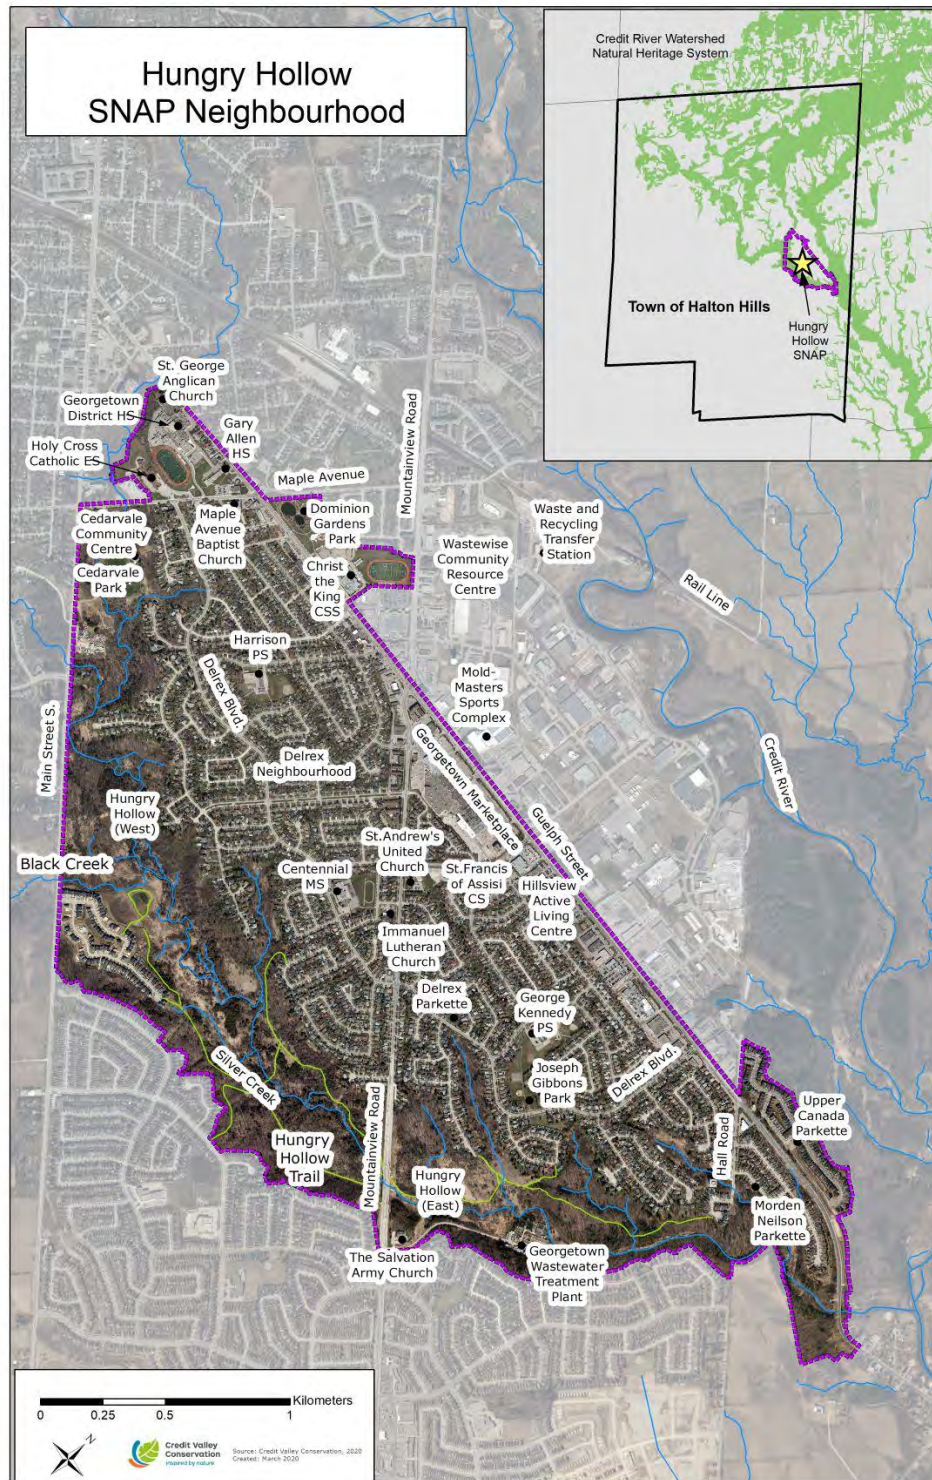 Hungry Hollow
SNAP Neighbourhood
Credit River Watershed
Natural Heritage System
Town of Halton Hills
Hungry
Hollow
SNAP
St. George
Anglican
Church
Georgetown
District HS
Gary
Allen
HS
Holy Cross
Catholic ES
Maple Avenue
Mountainview Road
Cedarvale
Community
Centre
Cedarvale
Park
Maple
Avenue
Baptist
Church
Dominion
Gardens
Park
Christ
the
King
CSS
Wastewise
Community
Resource
Centre
Waste and
Recycling
Transfer
Station
Rail Line
Harrison
PS
Delrex Blvd.
Mold-
Masters
Sports
Complex
Main Street S.
Delrex
Neighbourhood
Georgetown Marketplace
Guelph Street
Credit River
Hungry
Hollow
(West)
Black Creek
St.Andrew's
United
Church
Centennial
MS
St.Francis
of Assisi
CS
Hillsview
Active
Living
Centre
Immanuel
Lutheran
Church
Delrex
Parkette
George
Kennedy
PS
Silver Creek
Joseph
Gibbons
Park
Delrex Blvd.
Upper
Canada
Parkette
Hungry
Hollow
Trail
Mountainview Road
Hall Road
Hungry
Hollow
(East)
Morden
Neilson
Parkette
The Salvation
Army Church
Georgetown
Wastewater
Treatment
Plant
Kilometers
0 0.25 0.5 1
N
Credit Valley
Conservation
inspired by nature
Source: Credit Valley Conservation, 2020
Created: March 2020